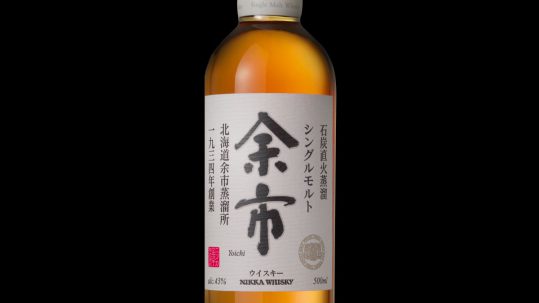 Single Malt Whisky
石炭直火蒸溜
シングルモルト
余市
北海道余市蒸溜所
一九三四年創業
Yoichi
ウイスキー
alc. 43%
NIKKA WHISKY
500ml